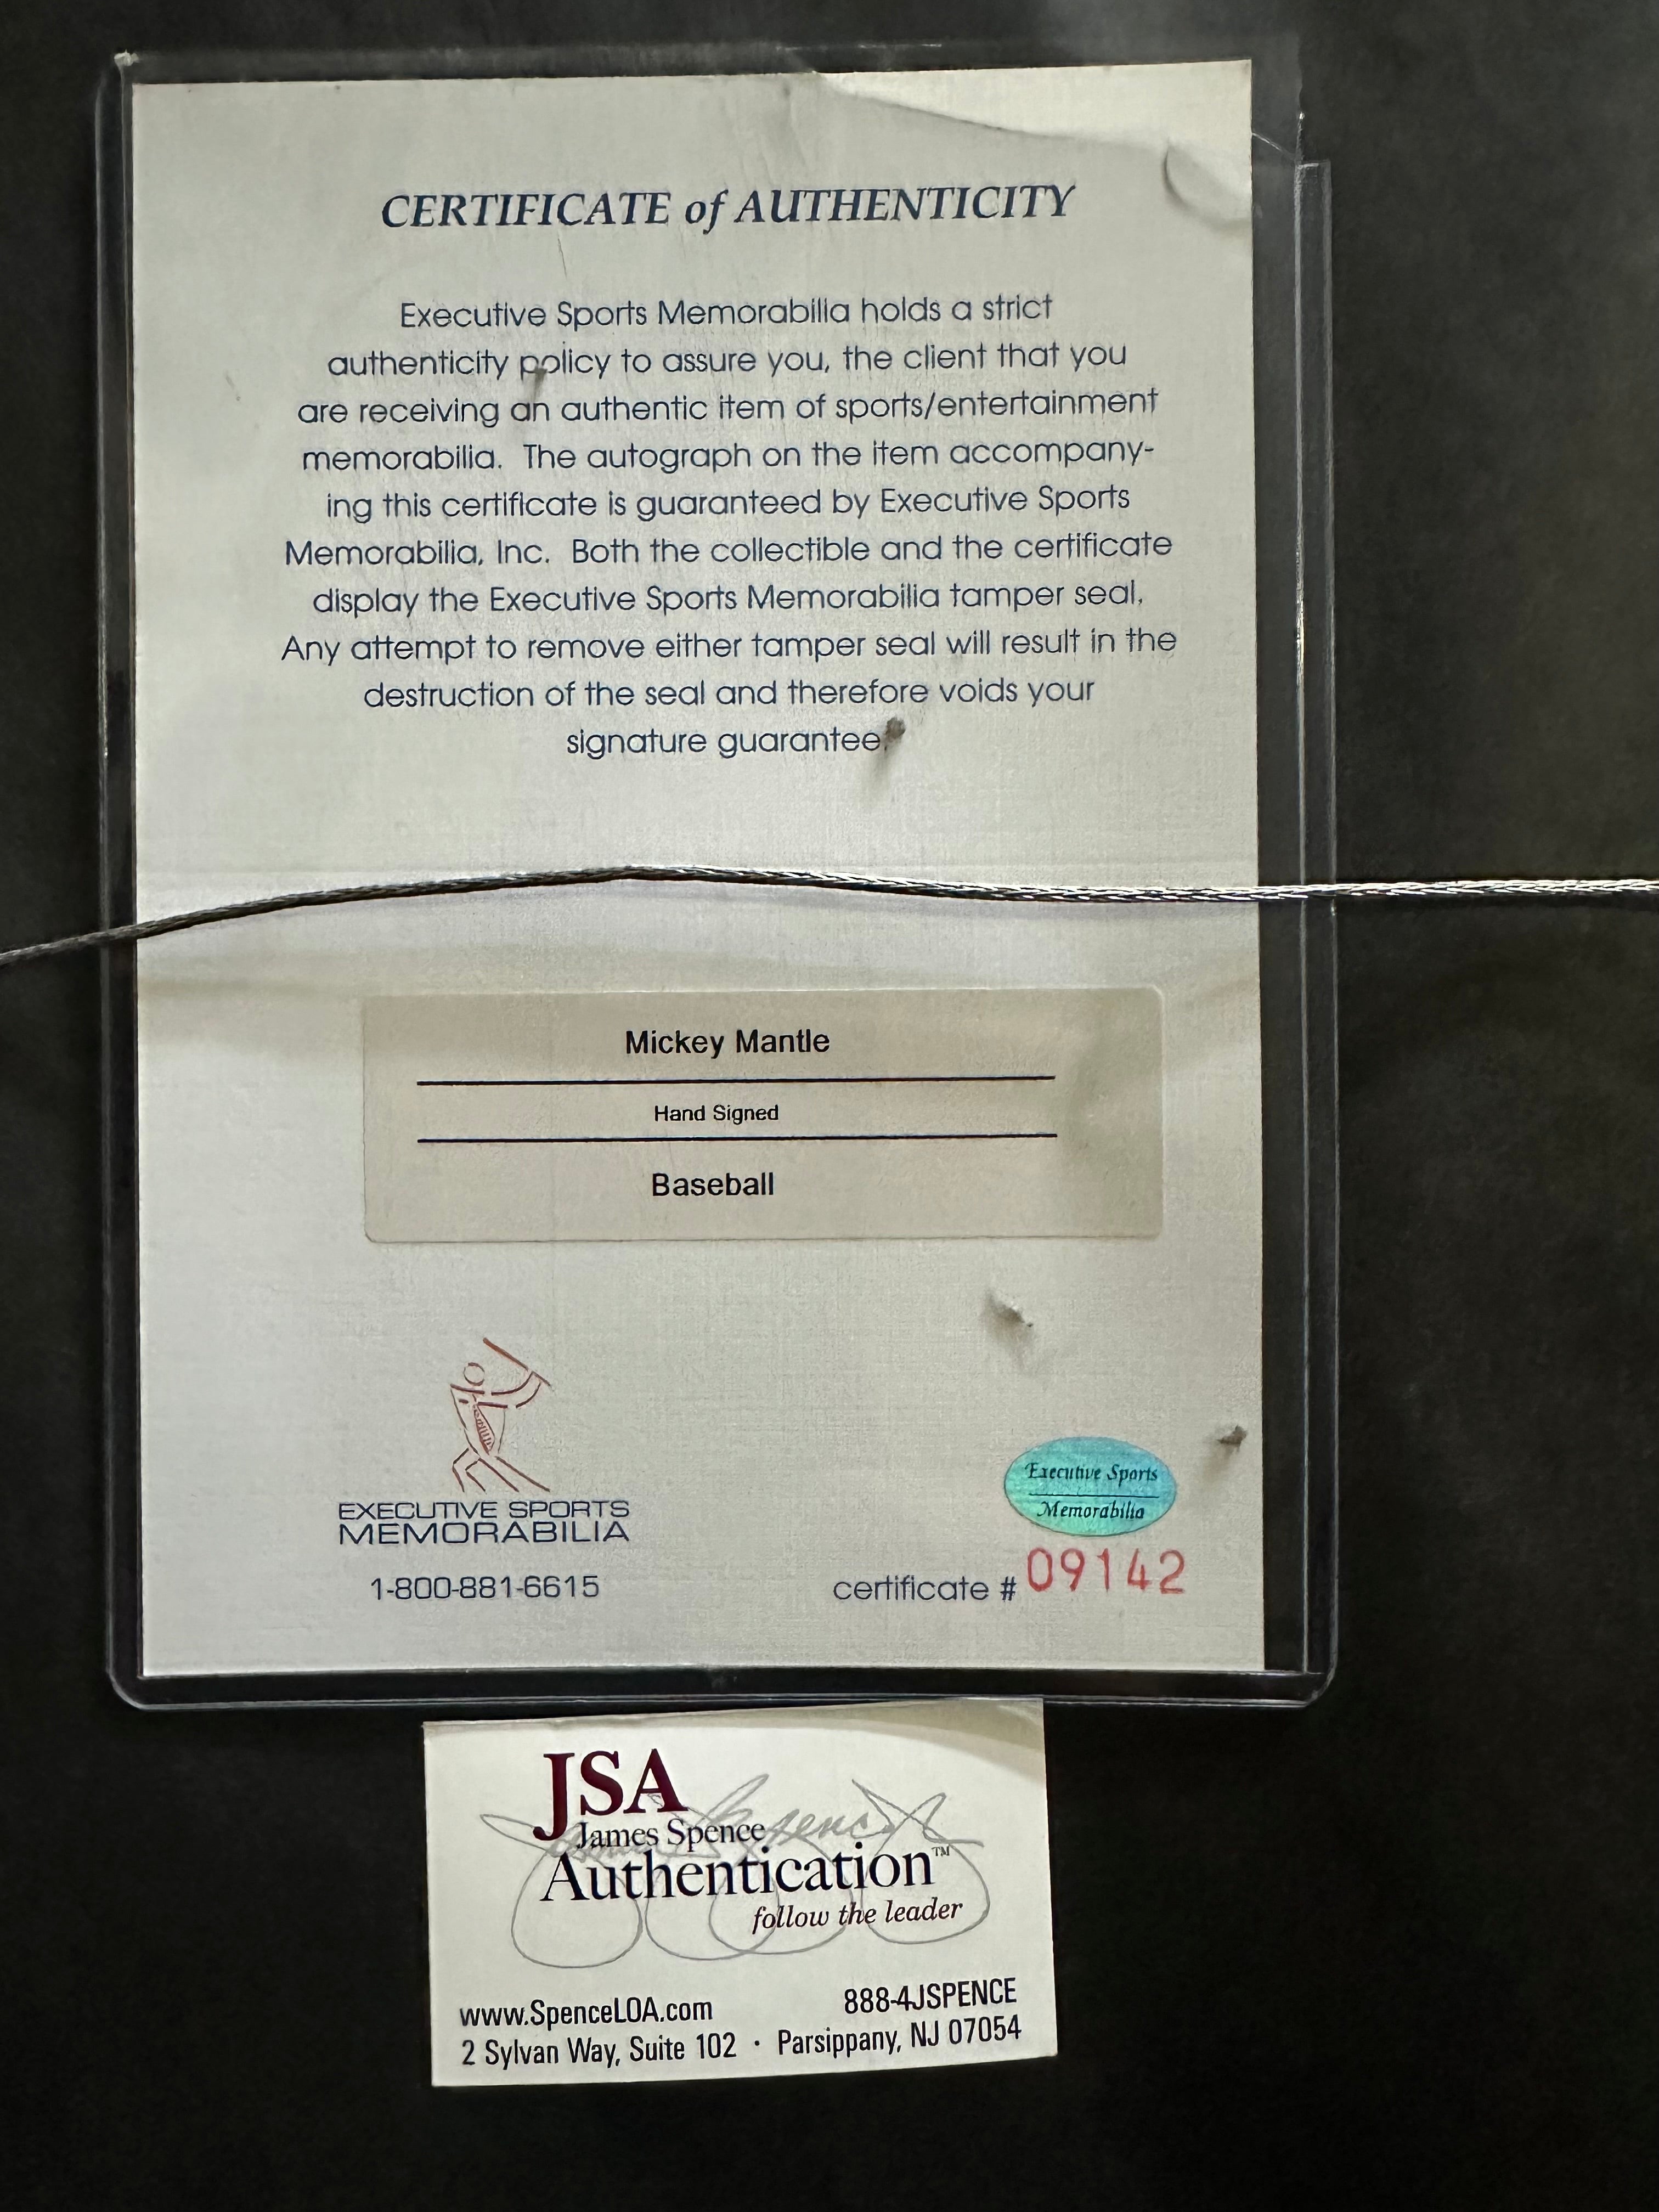 CERTIFICATE of AUTHENTICITY
Executive Sports Memorabilia holds a strict
authenticity policy to assure you, the client that you
are receiving an authentic item of sports/entertainment
memorabilia. The autograph on the item accompany-
ing this certificate is guaranteed by Executive Sports
Memorabilia, Inc. Both the collectible and the certificate
display the Executive Sports Memorabilia tamper seal.
Any attempt to remove either tamper seal will result in the
destruction of the seal and therefore voids your
signature guarantee.
Mickey Mantle
Hand Signed
Baseball
EXECUTIVE SPORTS
MEMORABILIA
1-800-881-6615
Executive Sports
Memorabilia
certificate # 09142
JSA
James Spence
Authentication™
follow the leader
www.SpenceLOA.com 888-4JSPENCE
2 Sylvan Way, Suite 102 · Parsippany, NJ 07054